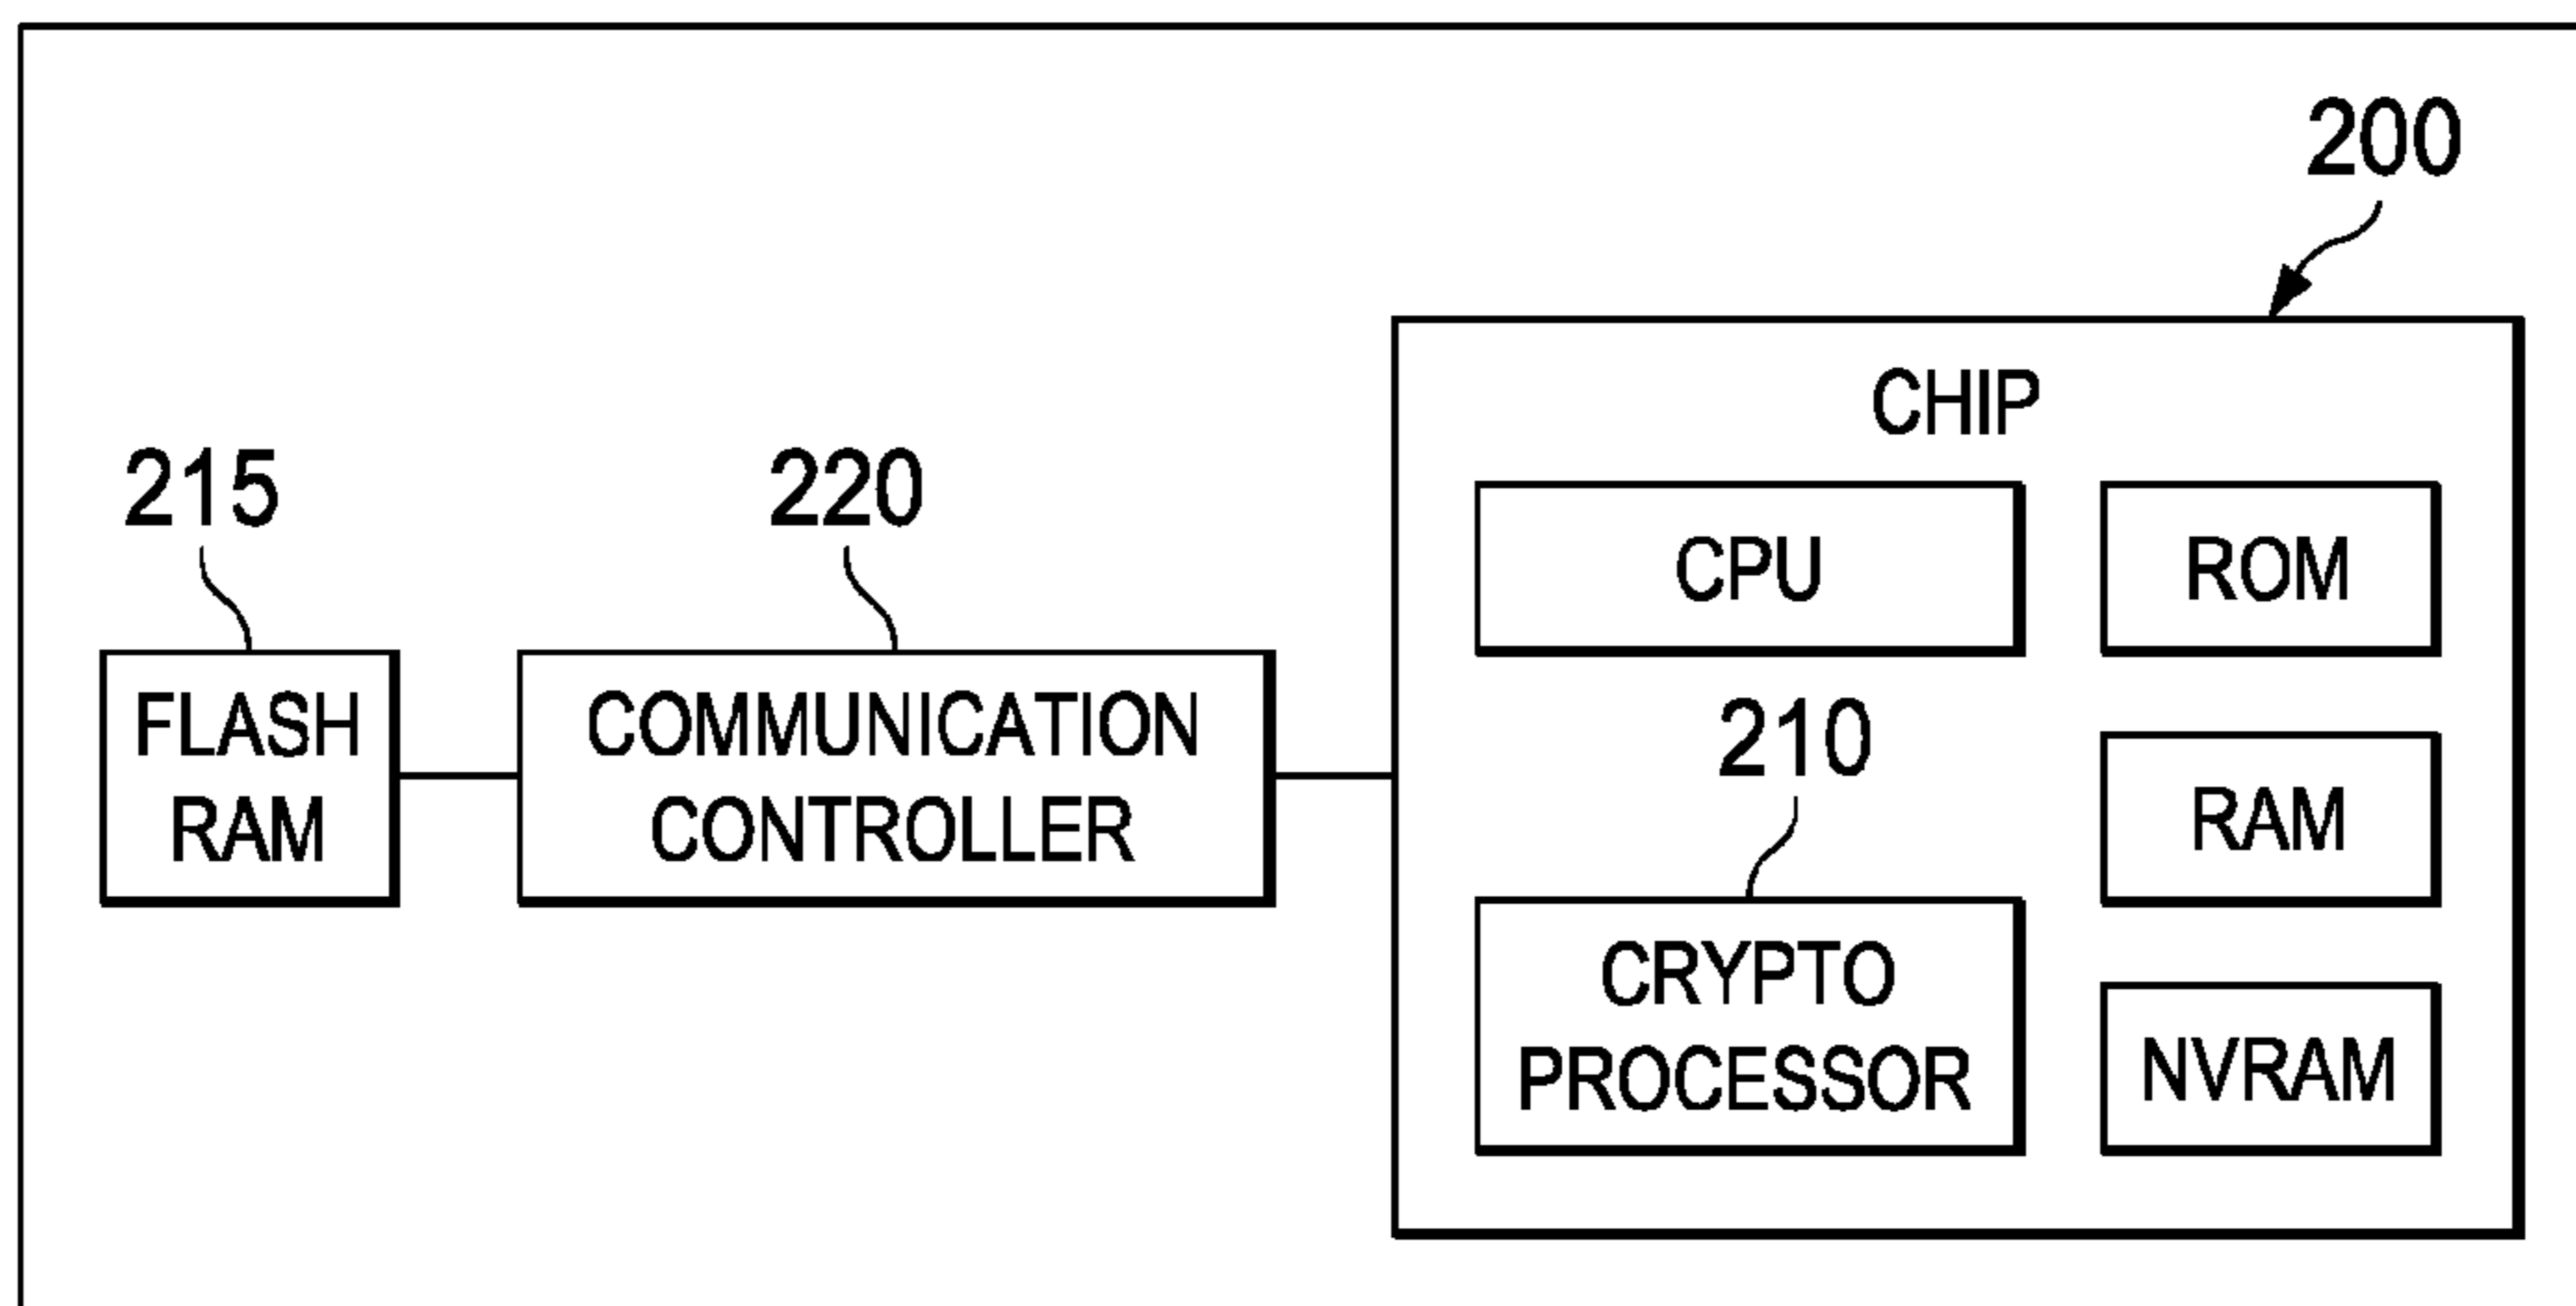 200
CHIP
215
220
CPU
ROM
FLASH
RAM
COMMUNICATION
CONTROLLER
210
RAM
CRYPTO
PROCESSOR
NVRAM